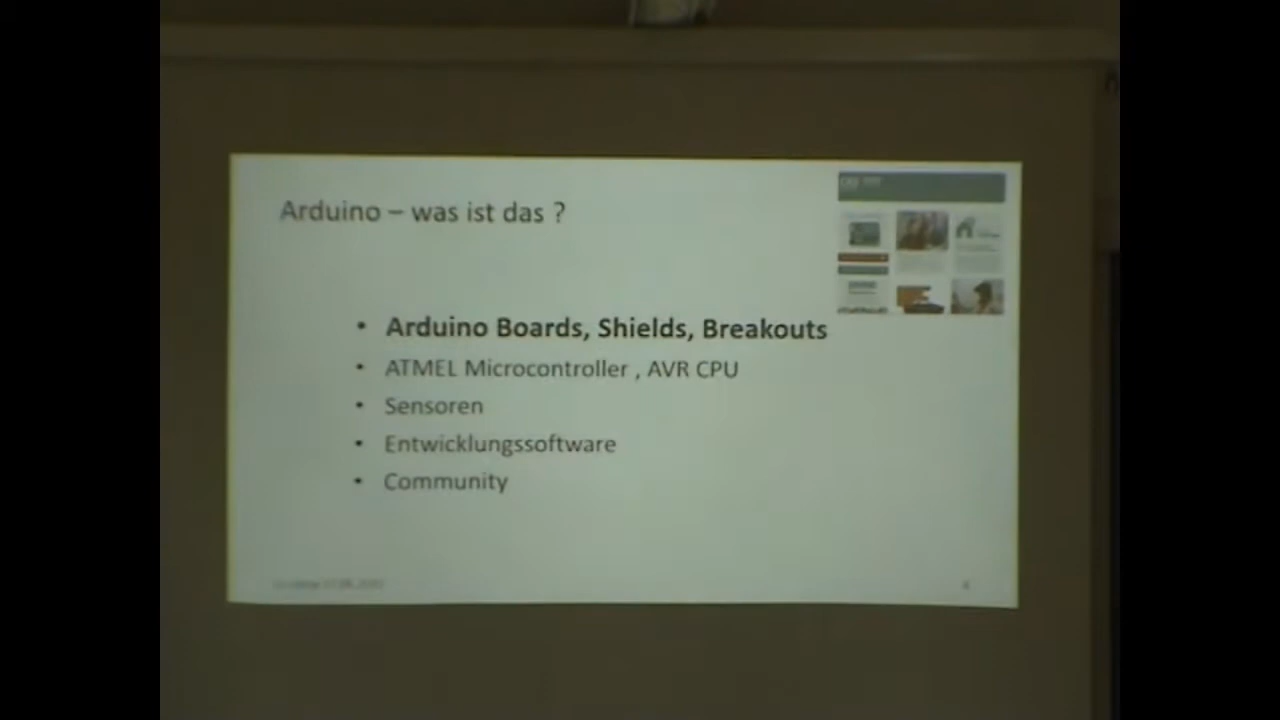 Arduino – was ist das ?
• Arduino Boards, Shields, Breakouts
• ATMEL Microcontroller , AVR CPU
• Sensoren
• Entwicklungssoftware
• Community